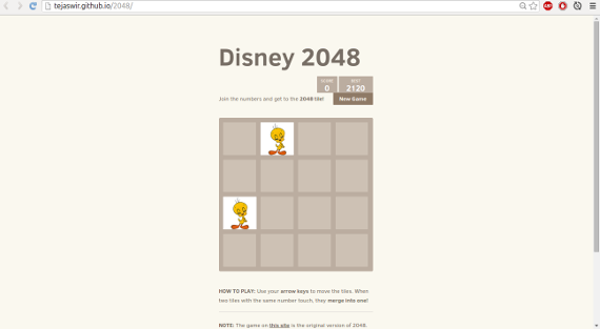 tejaswir.github.io/2048/
Disney 2048
SCORE BEST
0 2120
Join the numbers and get to the 2048 tile!
New Game
HOW TO PLAY: Use your arrow keys to move the tiles. When
two tiles with the same number touch, they merge into one!
NOTE: The game on this site is the original version of 2048.